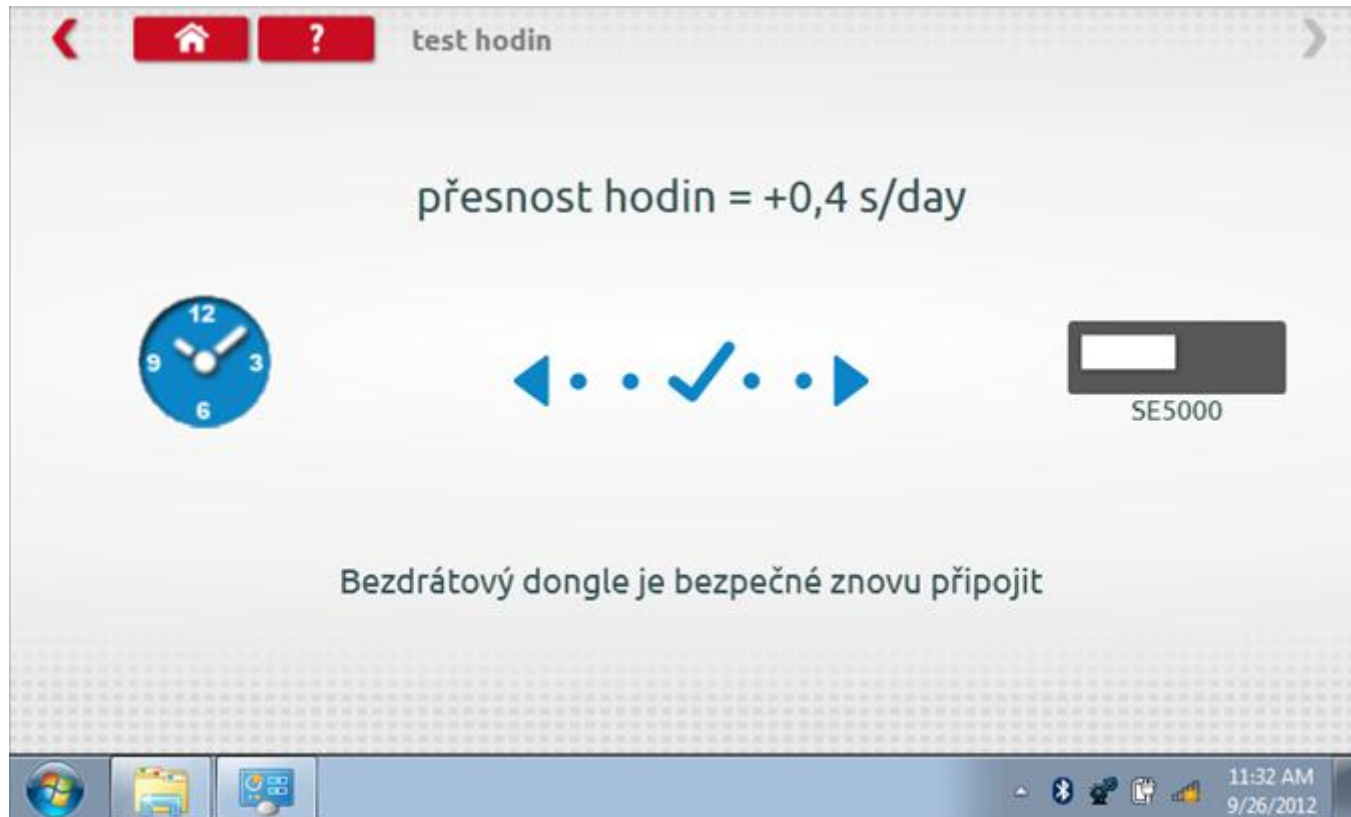 ? test hodin
přesnost hodin = +0,4 s/day
12
9 3
6
SE5000
Bezdrátový dongle je bezpečné znovu připojit
11:32 AM
9/26/2012